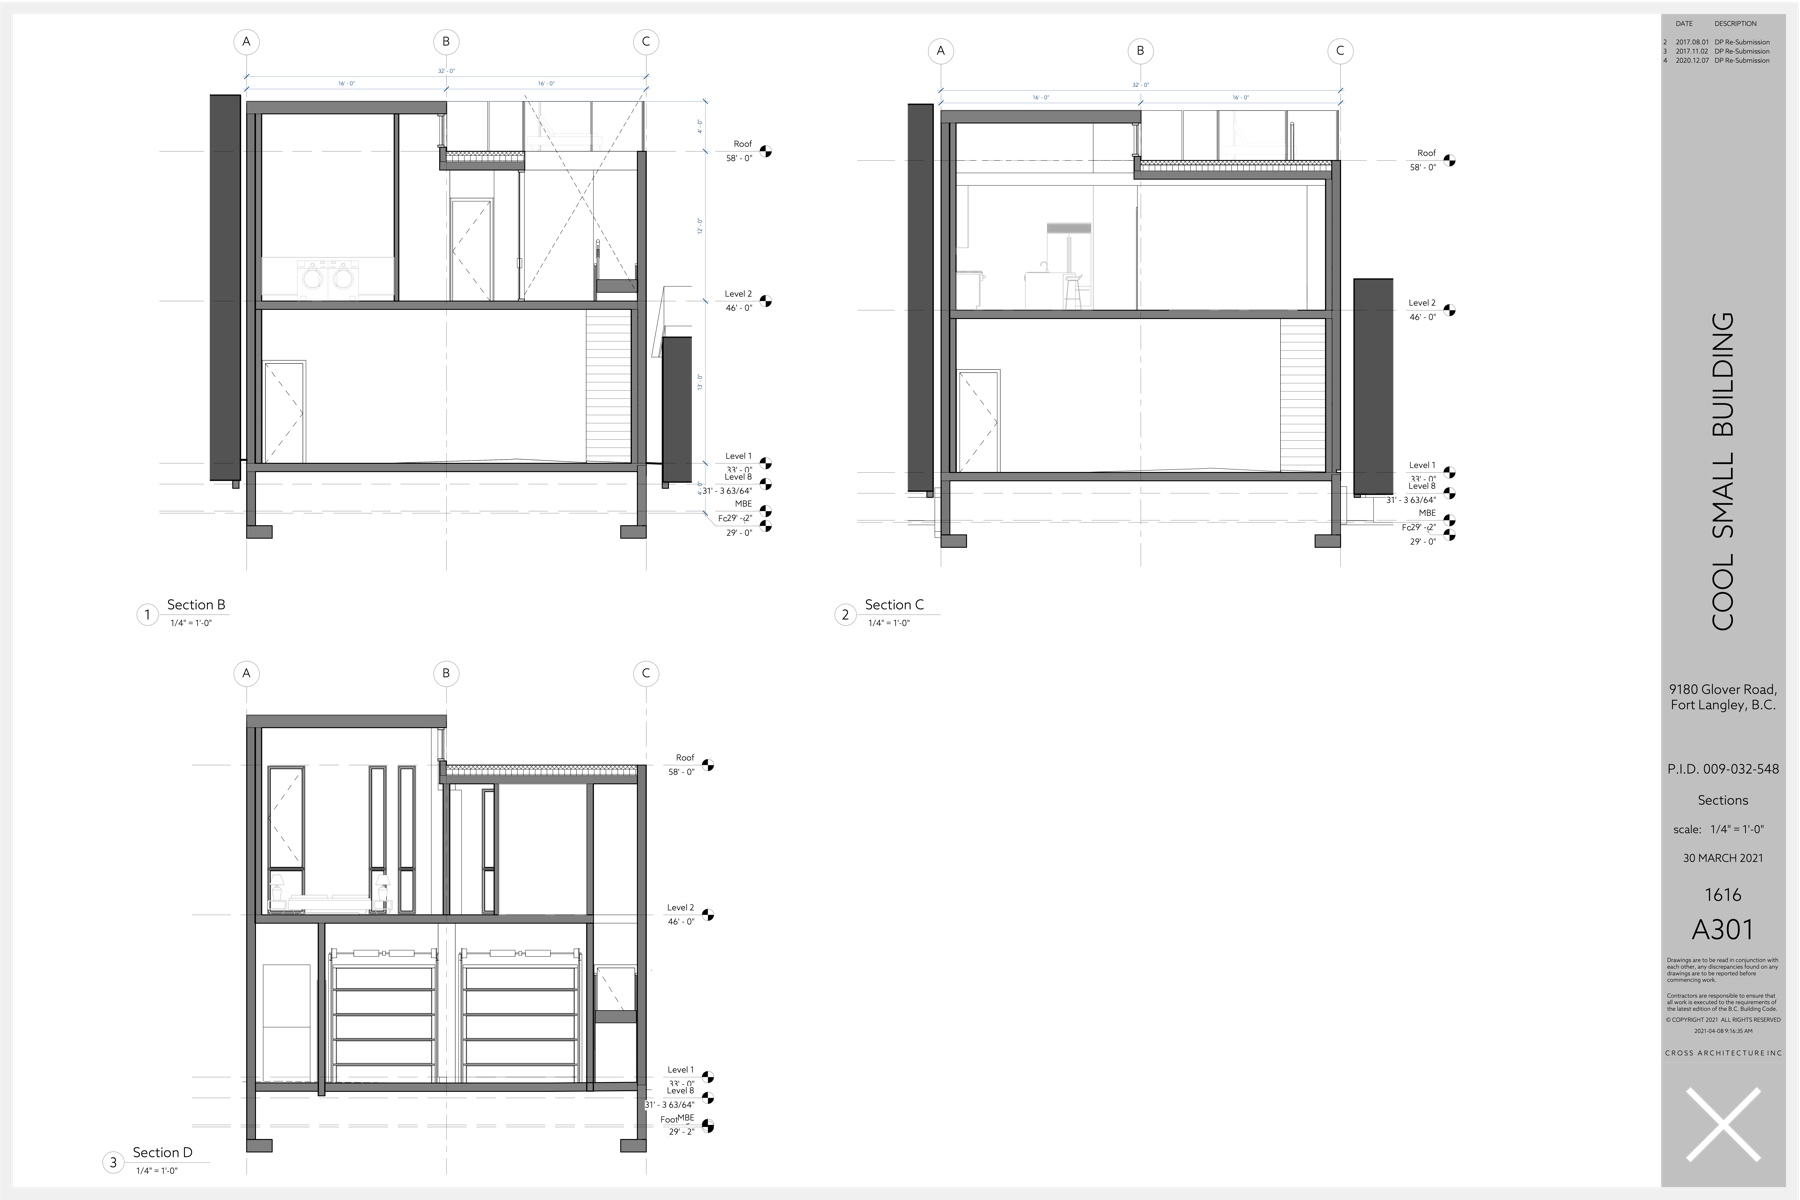 A
B
C
32' - 0"
16' - 0"
16' - 0"
4' - 0"
Roof
58' - 0"
12' - 0"
Level 2
46' - 0"
13' - 0"
Level 1
33' - 0"
Level 8
31' - 3 63/64"
MBE
29' - 2"
29' - 0"
1
Section B
1/4" = 1'-0"
A
B
C
32' - 0"
16' - 0"
16' - 0"
Roof
58' - 0"
Level 2
46' - 0"
Level 1
33' - 0"
Level 8
31' - 3 63/64"
MBE
29' - 2"
29' - 0"
2
Section C
1/4" = 1'-0"
A
B
C
Roof
58' - 0"
Level 2
46' - 0"
Level 1
33' - 0"
Level 8
31' - 3 63/64"
MBE
29' - 2"
3
Section D
1/4" = 1'-0"
DATE DESCRIPTION
2 2017.08.01 DP Re-Submission
3 2017.11.02 DP Re-Submission
4 2020.12.07 DP Re-Submission
COOL SMALL BUILDING
9180 Glover Road,
Fort Langley, B.C.
P.I.D. 009-032-548
Sections
scale: 1/4" = 1'-0"
30 MARCH 2021
1616
A301
Drawings are to be read in conjunction with
each other, any discrepancies found on any
drawings are to be reported before
commencing work.
Contractors are responsible to ensure that
all work is executed to the requirements of
the latest edition of the B.C. Building Code.
© COPYRIGHT 2021 ALL RIGHTS RESERVED
2021-04-08 9:16:35 AM
CROSS ARCHITECTURE INC